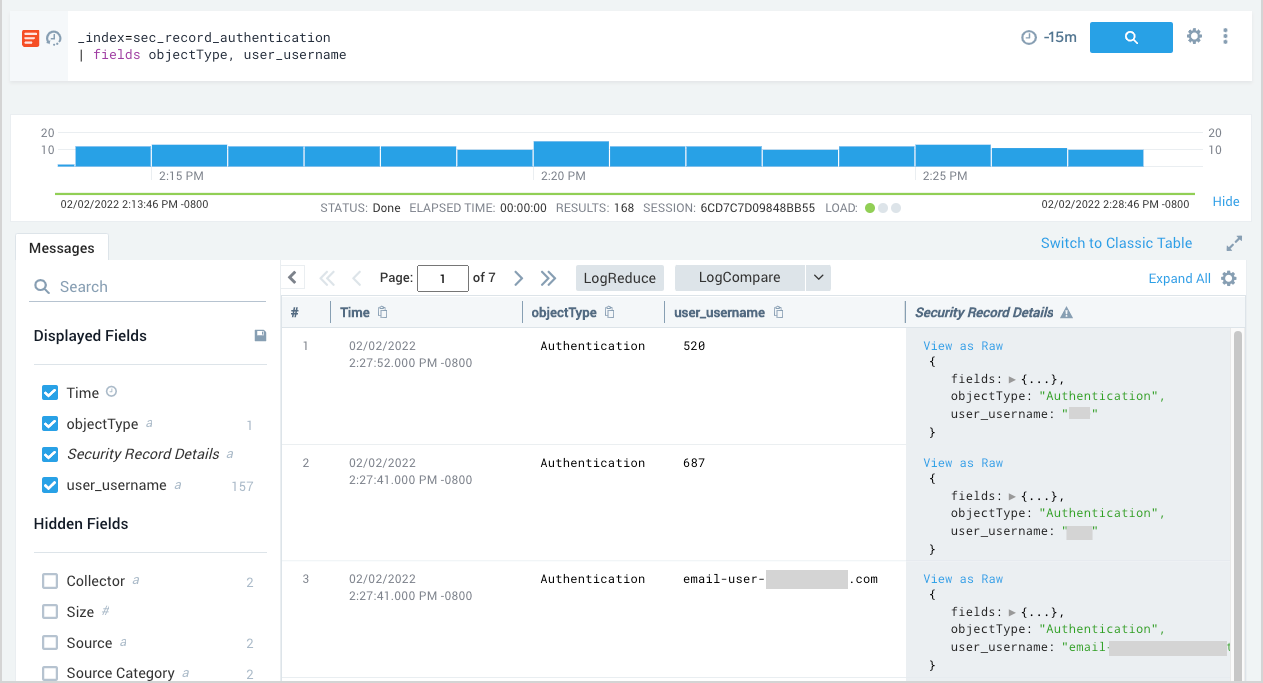 _index=sec_record_authentication
| fields objectType, user_username
-15m
20
10
20
10
2:15 PM
2:20 PM
2:25 PM
02/02/2022 2:13:46 PM -0800
STATUS: Done ELAPSED TIME: 00:00:00 RESULTS: 168 SESSION: 6CD7C7D09848BB55 LOAD:
02/02/2022 2:28:46 PM -0800
Hide
Messages
Switch to Classic Table
Search
Page: 1 of 7
LogReduce
LogCompare
Expand All
Displayed Fields
Time
objectType a 1
Security Record Details a
user_username a 157
Hidden Fields
Collector a 2
Size #
Source a 2
Source Category a 2
# Time objectType user_username Security Record Details
1 02/02/2022 Authentication 520 View as Raw
2:27:52.000 PM -0800
{
fields: {...},
objectType: "Authentication",
user_username: " "
}
2 02/02/2022 Authentication 687 View as Raw
2:27:41.000 PM -0800
{
fields: {...},
objectType: "Authentication",
user_username: " "
}
3 02/02/2022 Authentication email-user- .com View as Raw
2:27:41.000 PM -0800
{
fields: {...},
objectType: "Authentication",
user_username: "email-
}